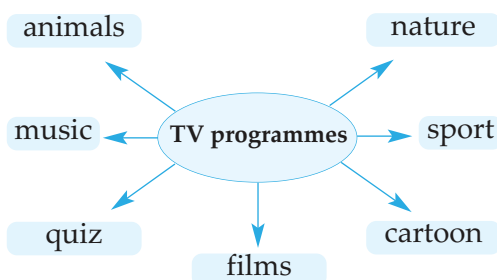 animals
nature
music
TV programmes
sport
quiz
cartoon
films